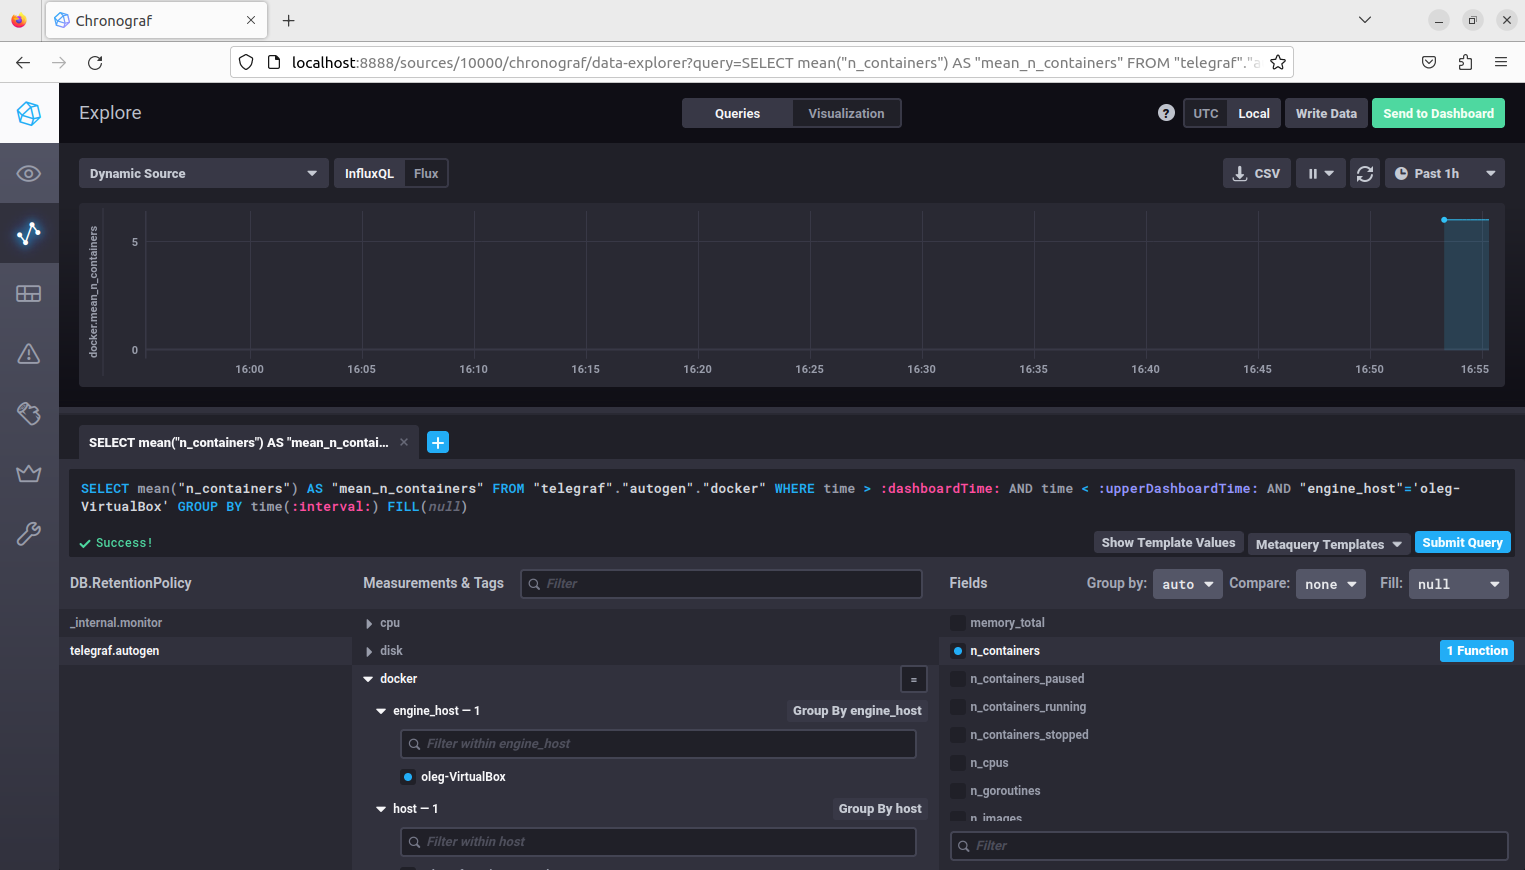 Chronograf
localhost:8888/sources/10000/chronograf/data-explorer?query=SELECT mean("n_containers") AS "mean_n_containers" FROM "telegraf"."a
Explore
Queries
Visualization
?
UTC
Local
Write Data
Send to Dashboard
Dynamic Source
InfluxQL
Flux
CSV
Past 1h
docker.mean_n_containers
5
0
16:00
16:05
16:10
16:15
16:20
16:25
16:30
16:35
16:40
16:45
16:50
16:55
SELECT mean("n_containers") AS "mean_n_contai...
SELECT mean("n_containers") AS "mean_n_containers" FROM "telegraf"."autogen"."docker" WHERE time > :dashboardTime: AND time < :upperDashboardTime: AND "engine_host"='oleg-
VirtualBox' GROUP BY time(:interval:) FILL(null)
Success!
Show Template Values
Metaquery Templates
Submit Query
DB.RetentionPolicy
Measurements & Tags
Filter
Fields
Group by:
auto
Compare:
none
Fill:
null
_internal.monitor
telegraf.autogen
cpu
disk
docker
=
engine_host — 1
Group By engine_host
Filter within engine_host
oleg-VirtualBox
host — 1
Group By host
Filter within host
memory_total
n_containers
1 Function
n_containers_paused
n_containers_running
n_containers_stopped
n_cpus
n_goroutines
n_images
Filter